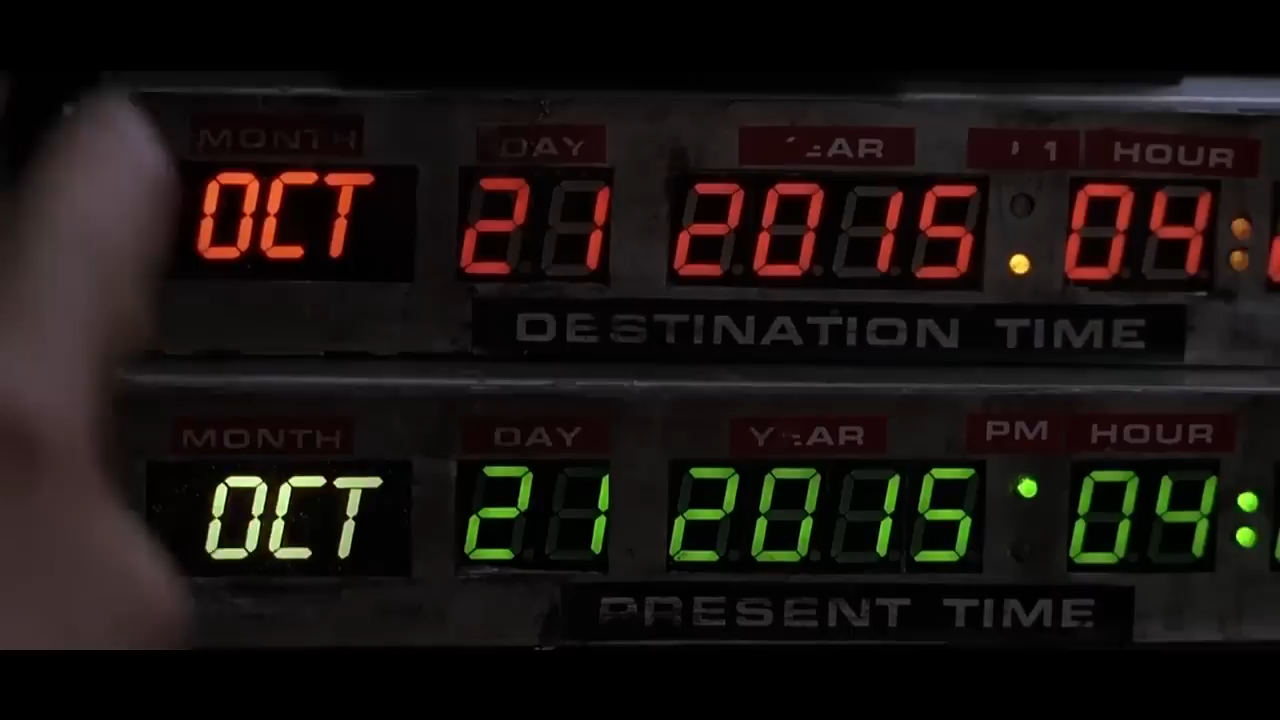 MONTH DAY HOUR
OCT 21 2015 04:
DESTINATION TIME
MONTH DAY PM HOUR
OCT 21 2015 04:
PRESENT TIME